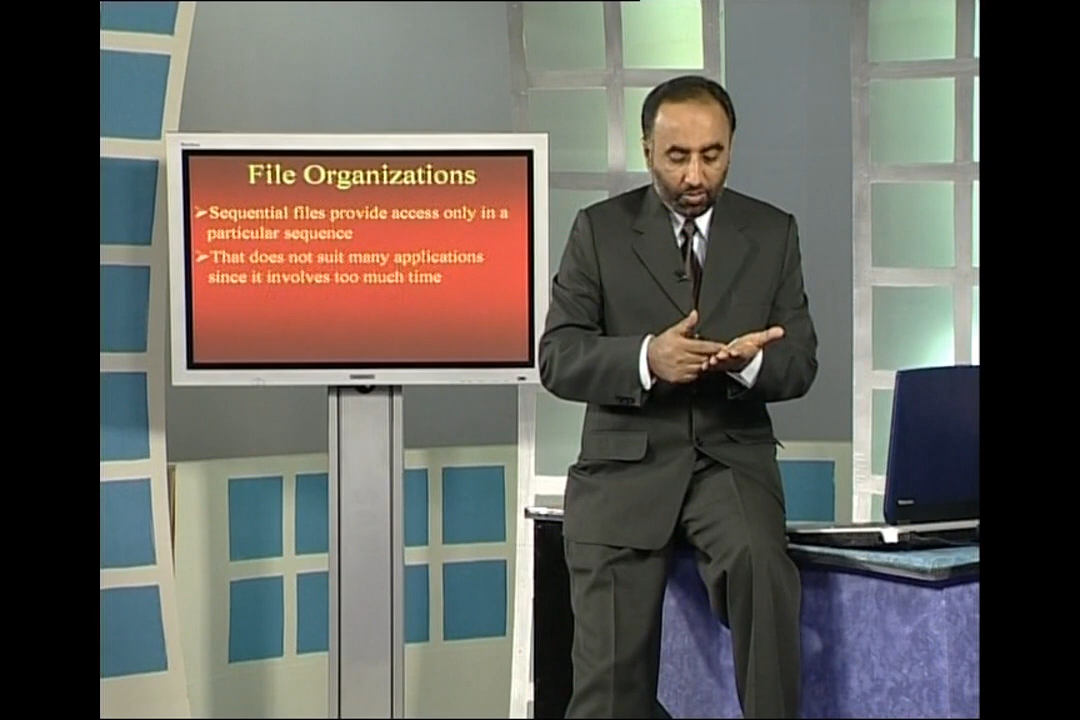 File Organizations
➢Sequential files provide access only in a
particular sequence
➢That does not suit many applications
since it involves too much time